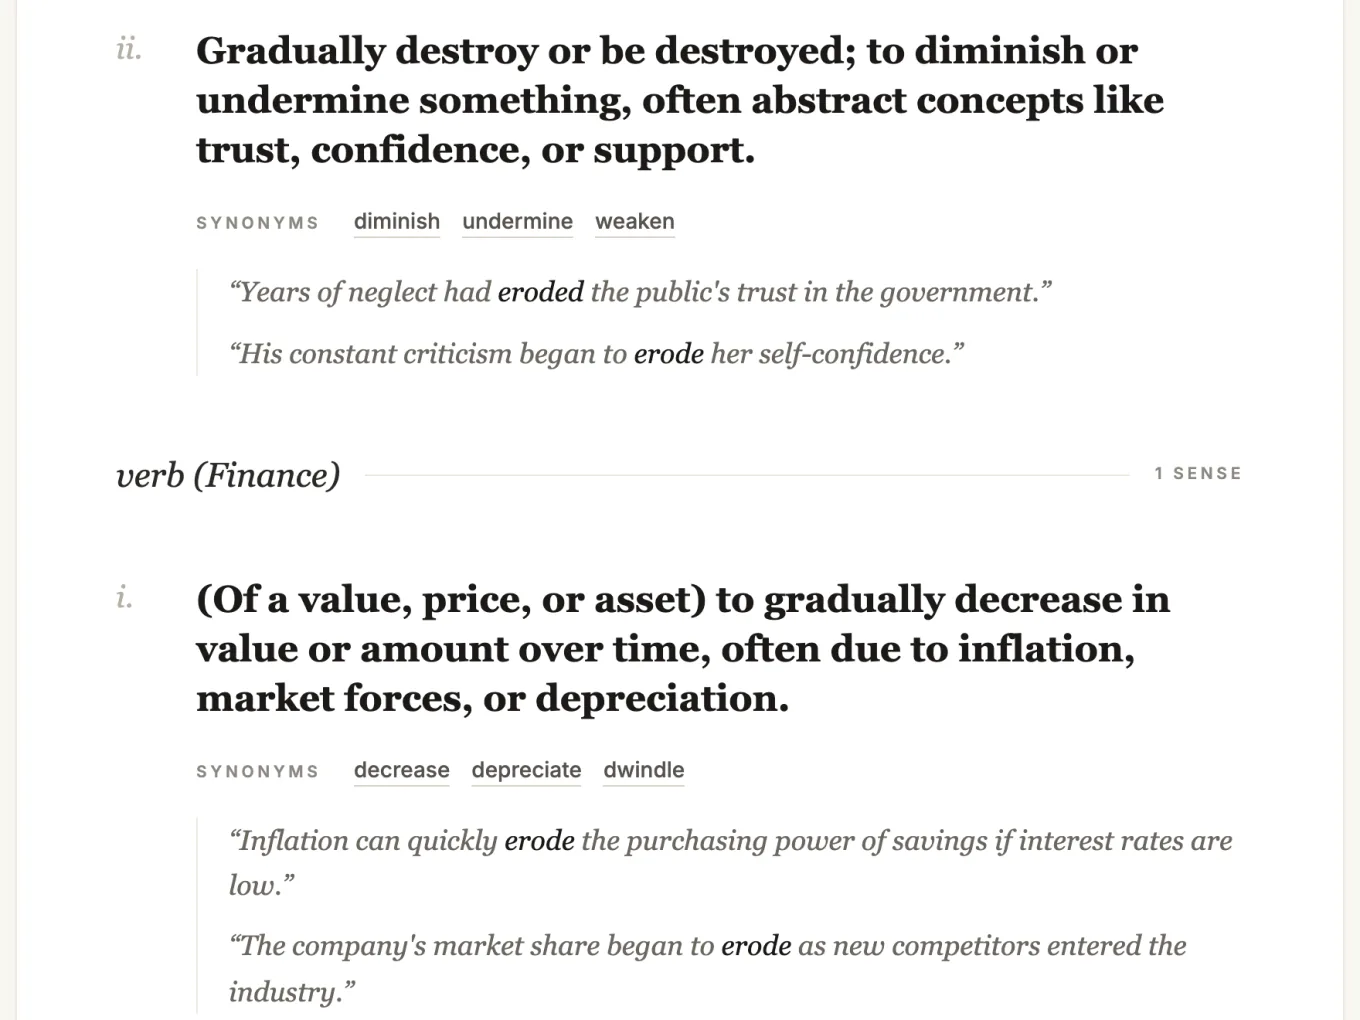 ii.
Gradually destroy or be destroyed; to diminish or
undermine something, often abstract concepts like
trust, confidence, or support.
SYNONYMS diminish undermine weaken
“Years of neglect had eroded the public's trust in the government.”
“His constant criticism began to erode her self-confidence.”
verb (Finance) 1 SENSE
i.
(Of a value, price, or asset) to gradually decrease in
value or amount over time, often due to inflation,
market forces, or depreciation.
SYNONYMS decrease depreciate dwindle
“Inflation can quickly erode the purchasing power of savings if interest rates are
low.”
“The company's market share began to erode as new competitors entered the
industry.”